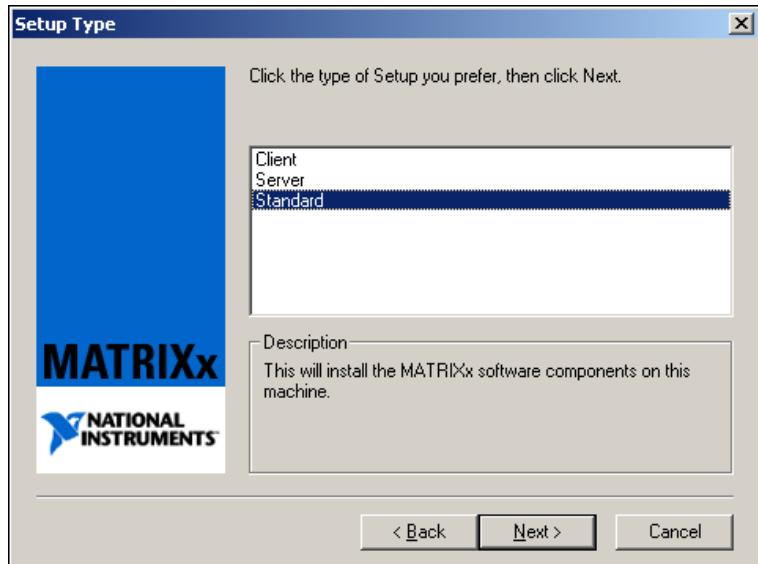 Setup Type
Click the type of Setup you prefer, then click Next.
Client
Server
Standard
Description
This will install the MATRIXx software components on this
machine.
MATRIXx
NATIONAL
INSTRUMENTS
< Back
Next >
Cancel